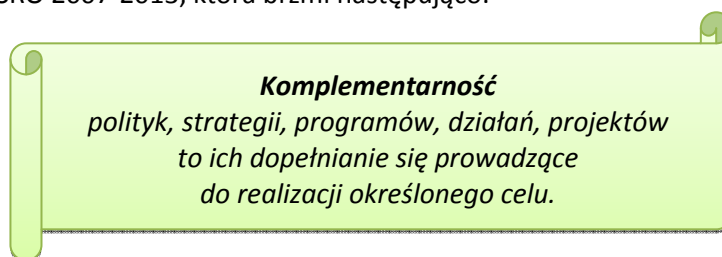 2007-2013, która brzmi następująco:
Komplementarność
polityk, strategii, programów, działań, projektów
to ich dopełnianie się prowadzące
do realizacji określonego celu.